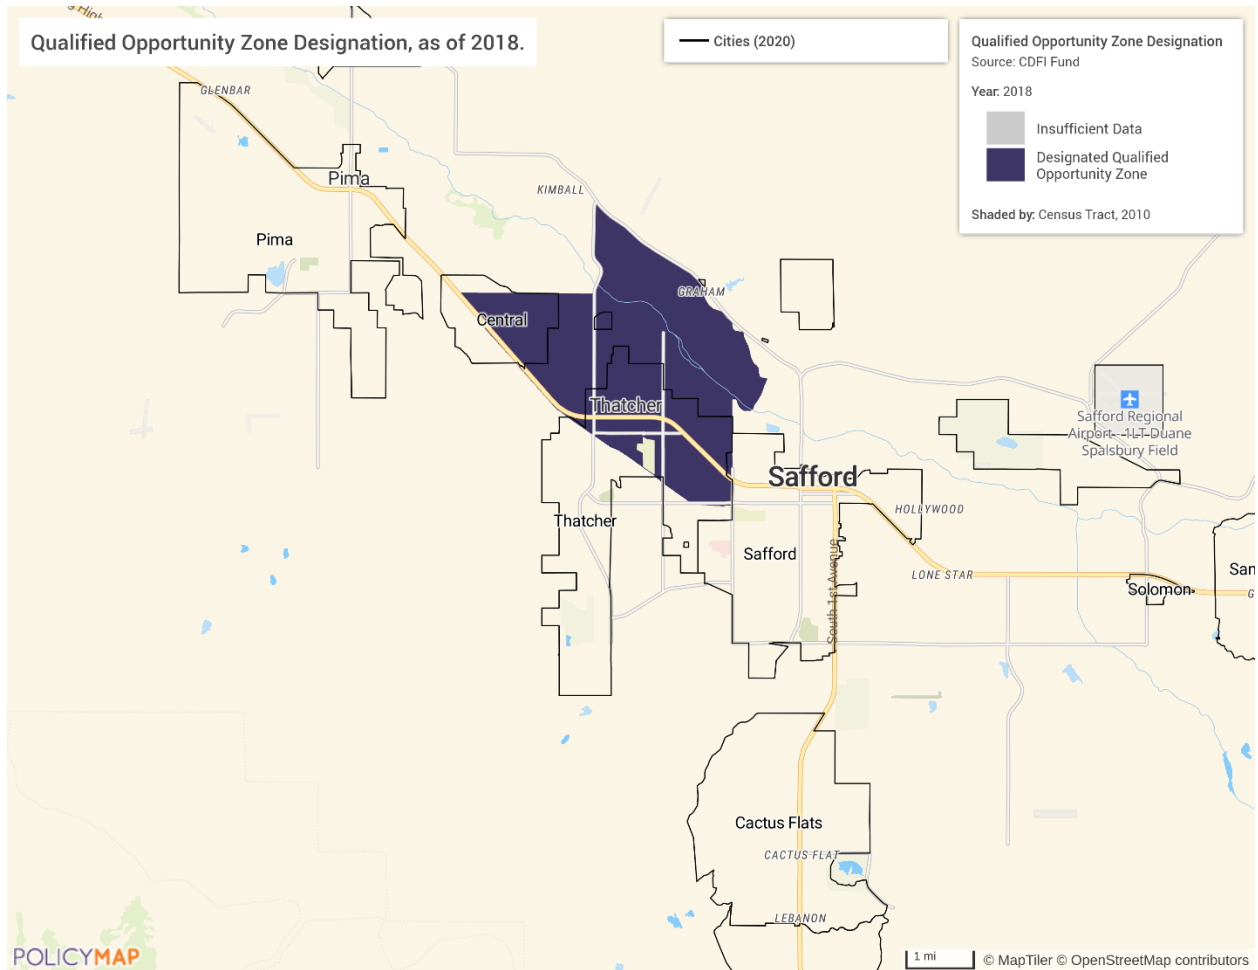 g High
Qualified Opportunity Zone Designation, as of 2018.
Cities (2020)
Qualified Opportunity Zone Designation
Source: CDFI Fund
Year: 2018
Insufficient Data
Designated Qualified
Opportunity Zone
Shaded by: Census Tract, 2010
GLENBAR
Pima
KIMBALL
Pima
GRAHAM
Central
Thatcher
Safford Regional
Airport - 1LT Duane
Spalsbury Field
Safford
HOLLYWOOD
Thatcher
Safford
South 1st Avenue
LONE STAR
Solomon
San
G
Cactus Flats
CACTUS FLAT
LEBANON
POLICYMAP
1 mi
© MapTiler © OpenStreetMap contributors